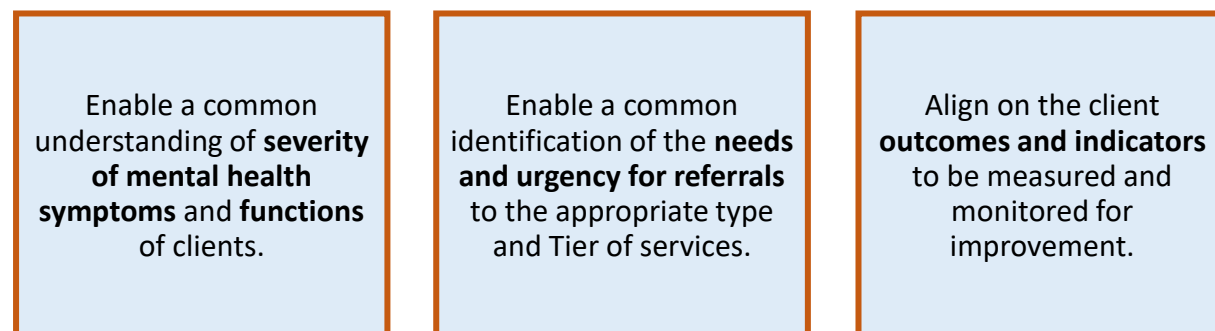 Enable a common
understanding of severity
of mental health
symptoms and functions
of clients.
Enable a common
identification of the needs
and urgency for referrals
to the appropriate type
and Tier of services.
Align on the client
outcomes and indicators
to be measured and
monitored for
improvement.